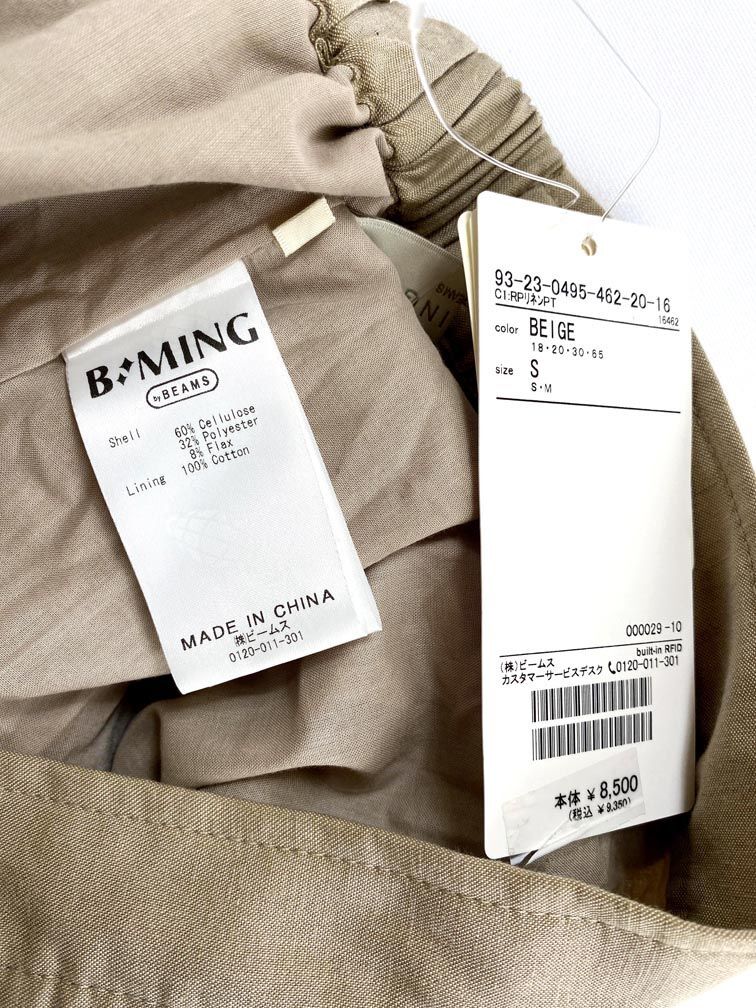 B♦MING
by BEAMS
Shell 60% Cellulose
32% Polyester
8% Flax
Lining 100% Cotton
MADE IN CHINA
(株)ビームス
0120-011-301
93-23-0495-462-20-16
CI:RPリネンPT 16462
color BEIGE
18・20・30・65
size S
S・M
000029-10
built-in RFID
(株)ビームス
カスタマーサービスデスク 0120-011-301
本体 ¥8,500
(税込 ¥9,350)